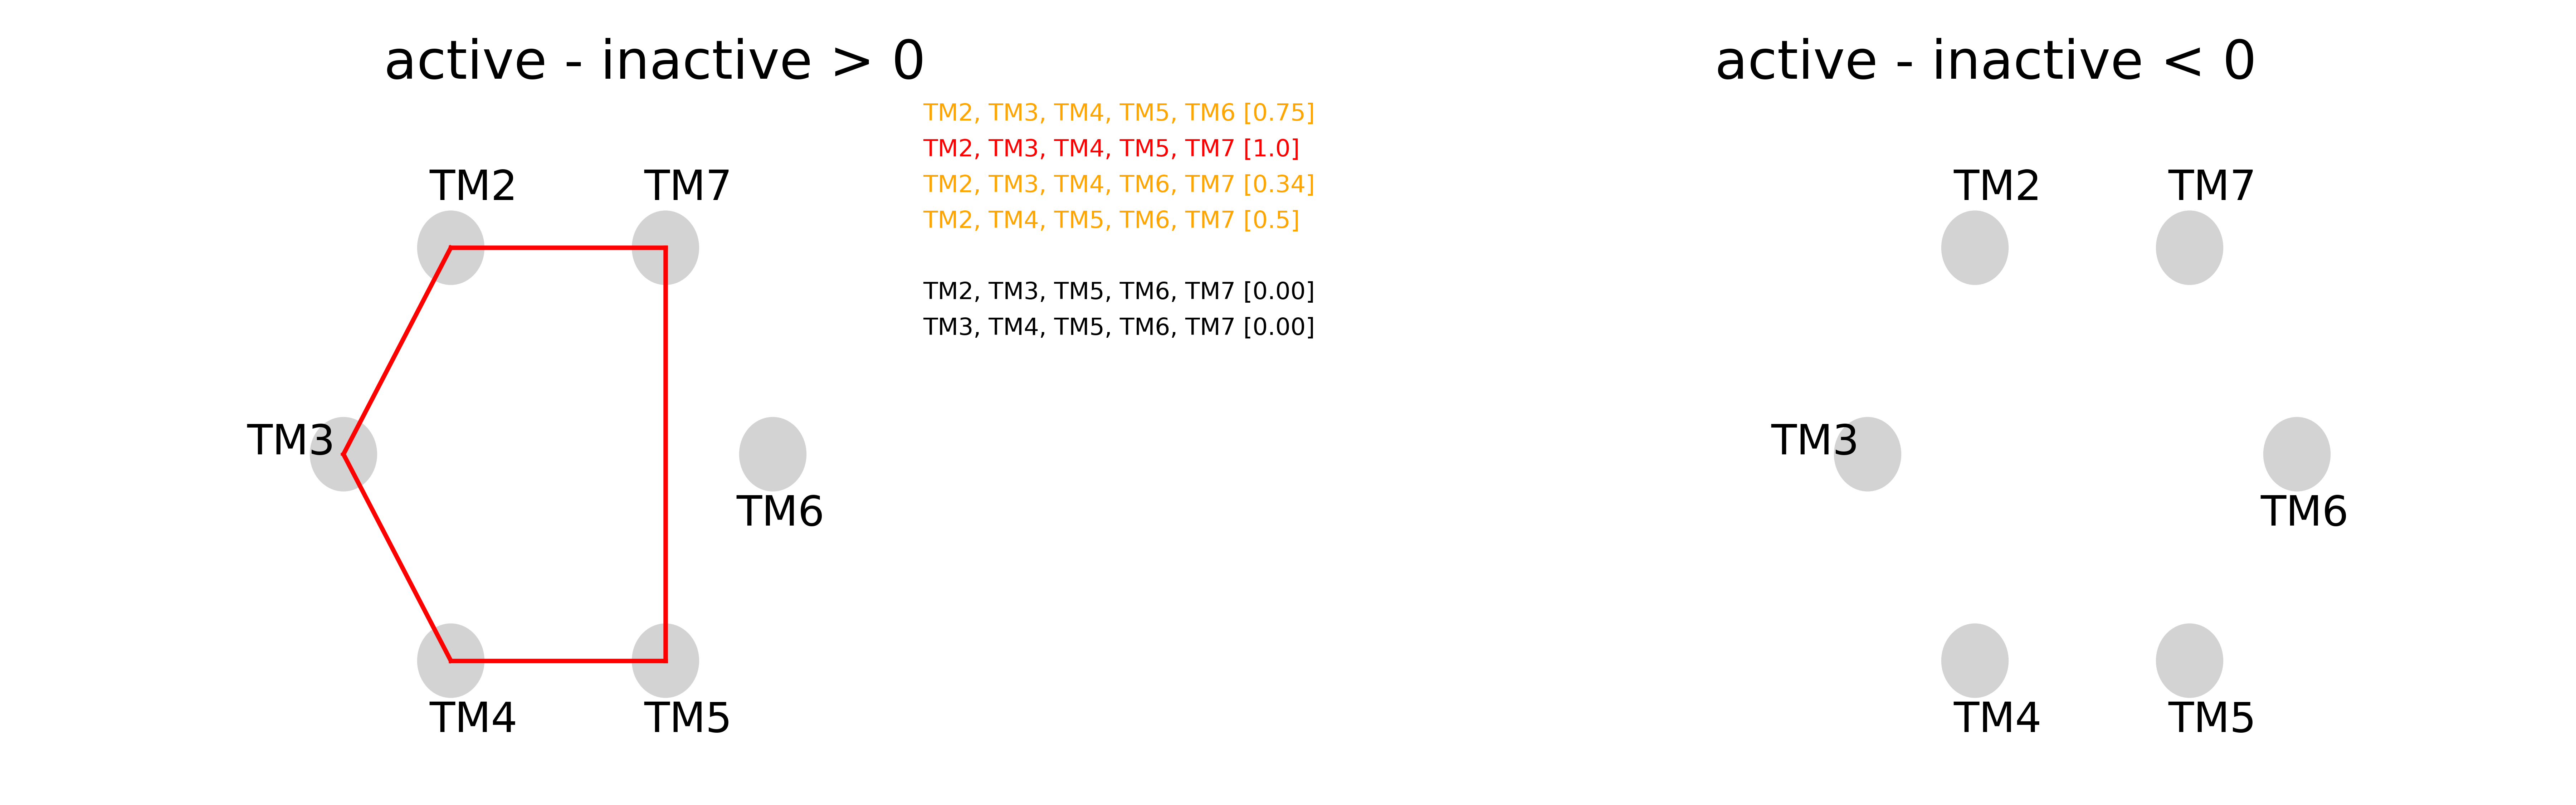 active - inactive > 0
active - inactive < 0
TM2, TM3, TM4, TM5, TM6 [0.75]
TM2, TM3, TM4, TM5, TM7 [1.0]
TM2, TM3, TM4, TM6, TM7 [0.34]
TM2, TM4, TM5, TM6, TM7 [0.5]
TM2, TM3, TM5, TM6, TM7 [0.00]
TM3, TM4, TM5, TM6, TM7 [0.00]
TM2
TM7
TM3
TM6
TM4
TM5
TM2
TM7
TM3
TM6
TM4
TM5